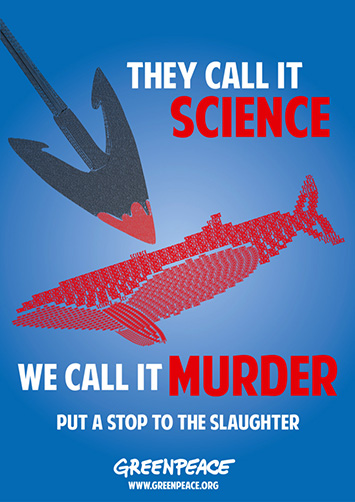 THEY CALL IT
SCIENCE
WE CALL IT MURDER
PUT A STOP TO THE SLAUGHTER
GREENPEACE
WWW.GREENPEACE.ORG